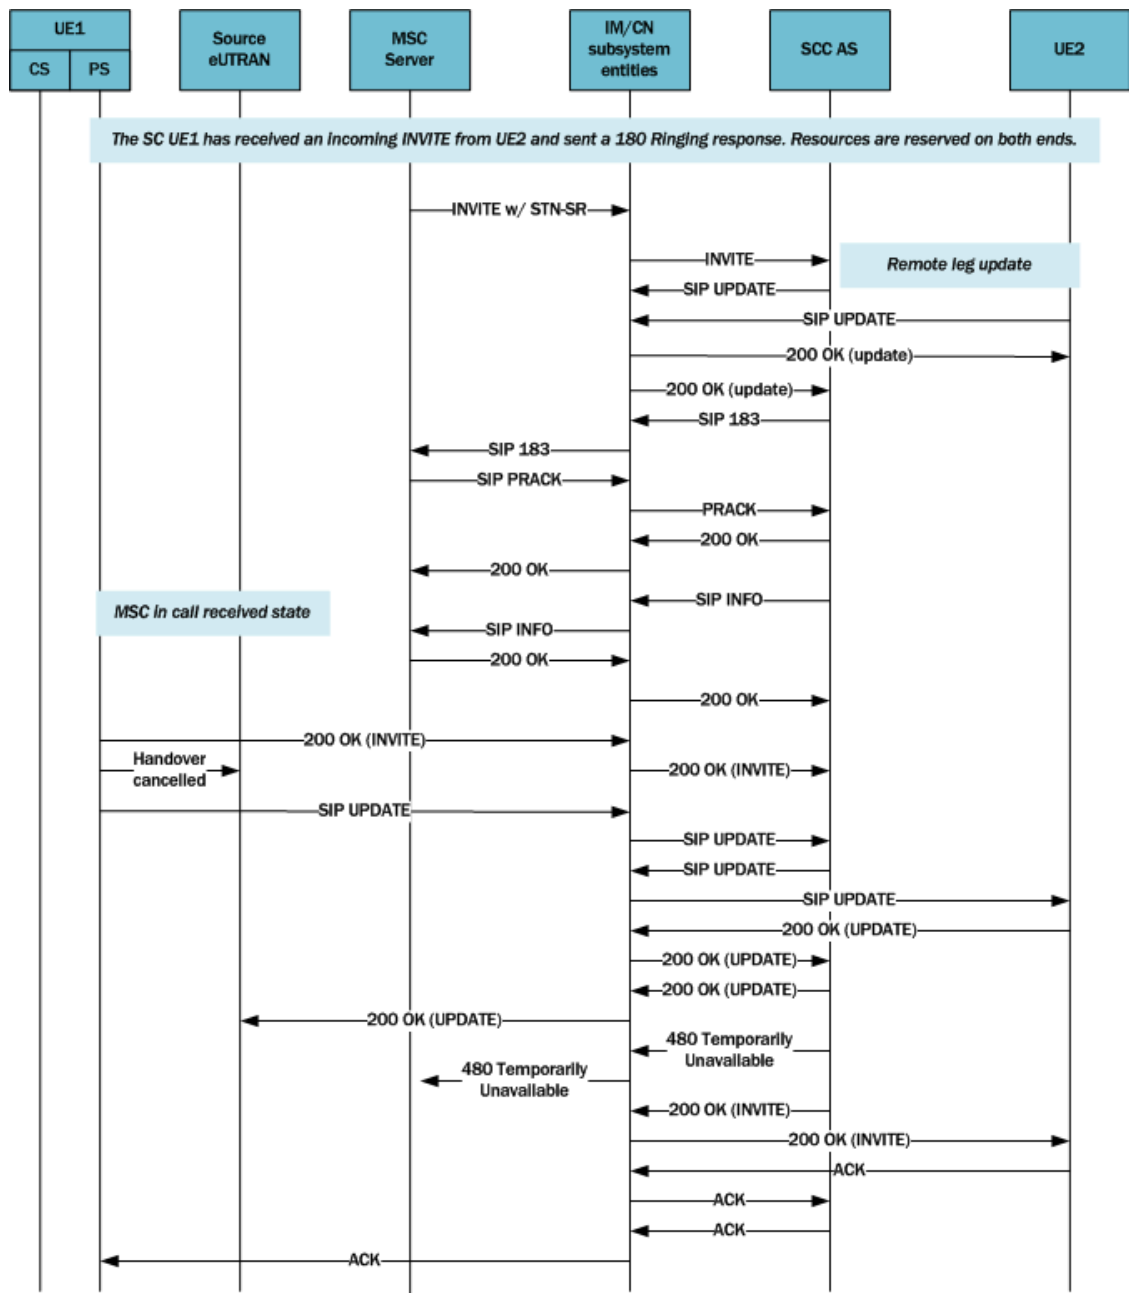 UE1
CS
PS
Source
eUTRAN
MSC
Server
IM/CN
subsystem
entities
SCC AS
UE2
The SC UE1 has received an incoming INVITE from UE2 and sent a 180 Ringing response. Resources are reserved on both ends.
INVITE w/ STN-SR
INVITE
Remote leg update
SIP UPDATE
SIP UPDATE
200 OK (update)
200 OK (update)
SIP 183
SIP 183
SIP PRACK
PRACK
200 OK
200 OK
SIP INFO
MSC in call received state
SIP INFO
200 OK
200 OK
200 OK (INVITE)
Handover
cancelled
200 OK (INVITE)
SIP UPDATE
SIP UPDATE
SIP UPDATE
SIP UPDATE
200 OK (UPDATE)
200 OK (UPDATE)
200 OK (UPDATE)
200 OK (UPDATE)
480 Temporarily
Unavailable
480 Temporarily
Unavailable
200 OK (INVITE)
200 OK (INVITE)
ACK
ACK
ACK
ACK